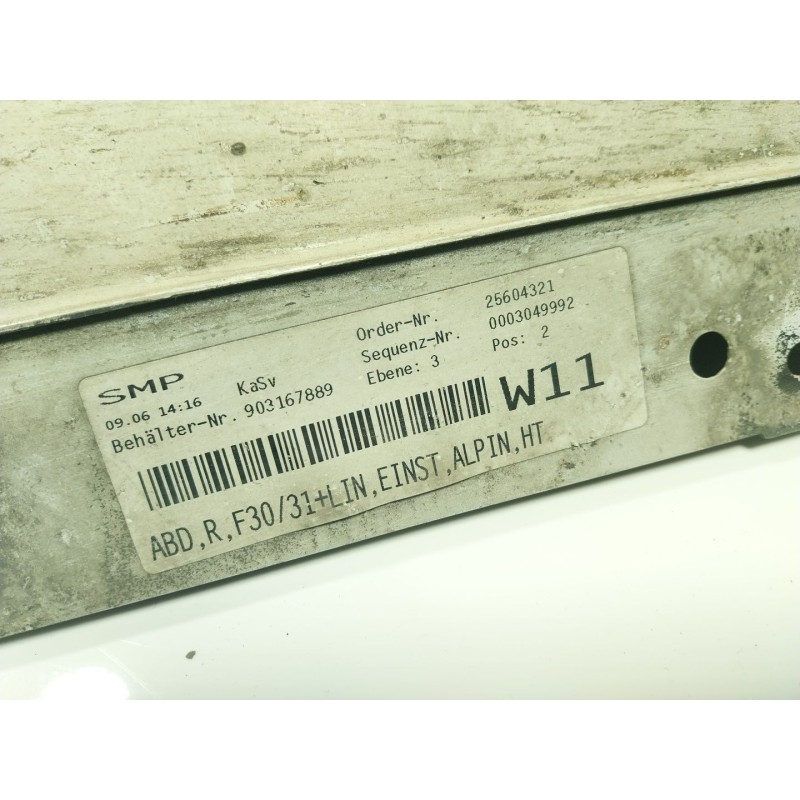 SMP KaSv Order-Nr. 25604321
09.06 14:16 Sequenz-Nr. 0003049992
Behälter-Nr. 903167889 Ebene: 3 Pos: 2
W11
ABD,R,F30/31+LIN,EINST,ALPIN,HT